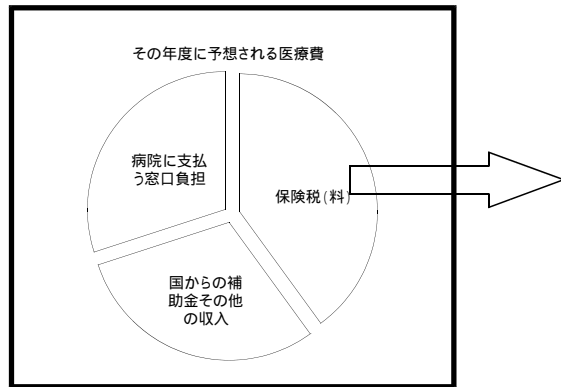 その年度に予想される医療費
病院に支払
う窓口負担
保険税(料)
国からの補
助金その他
の収入